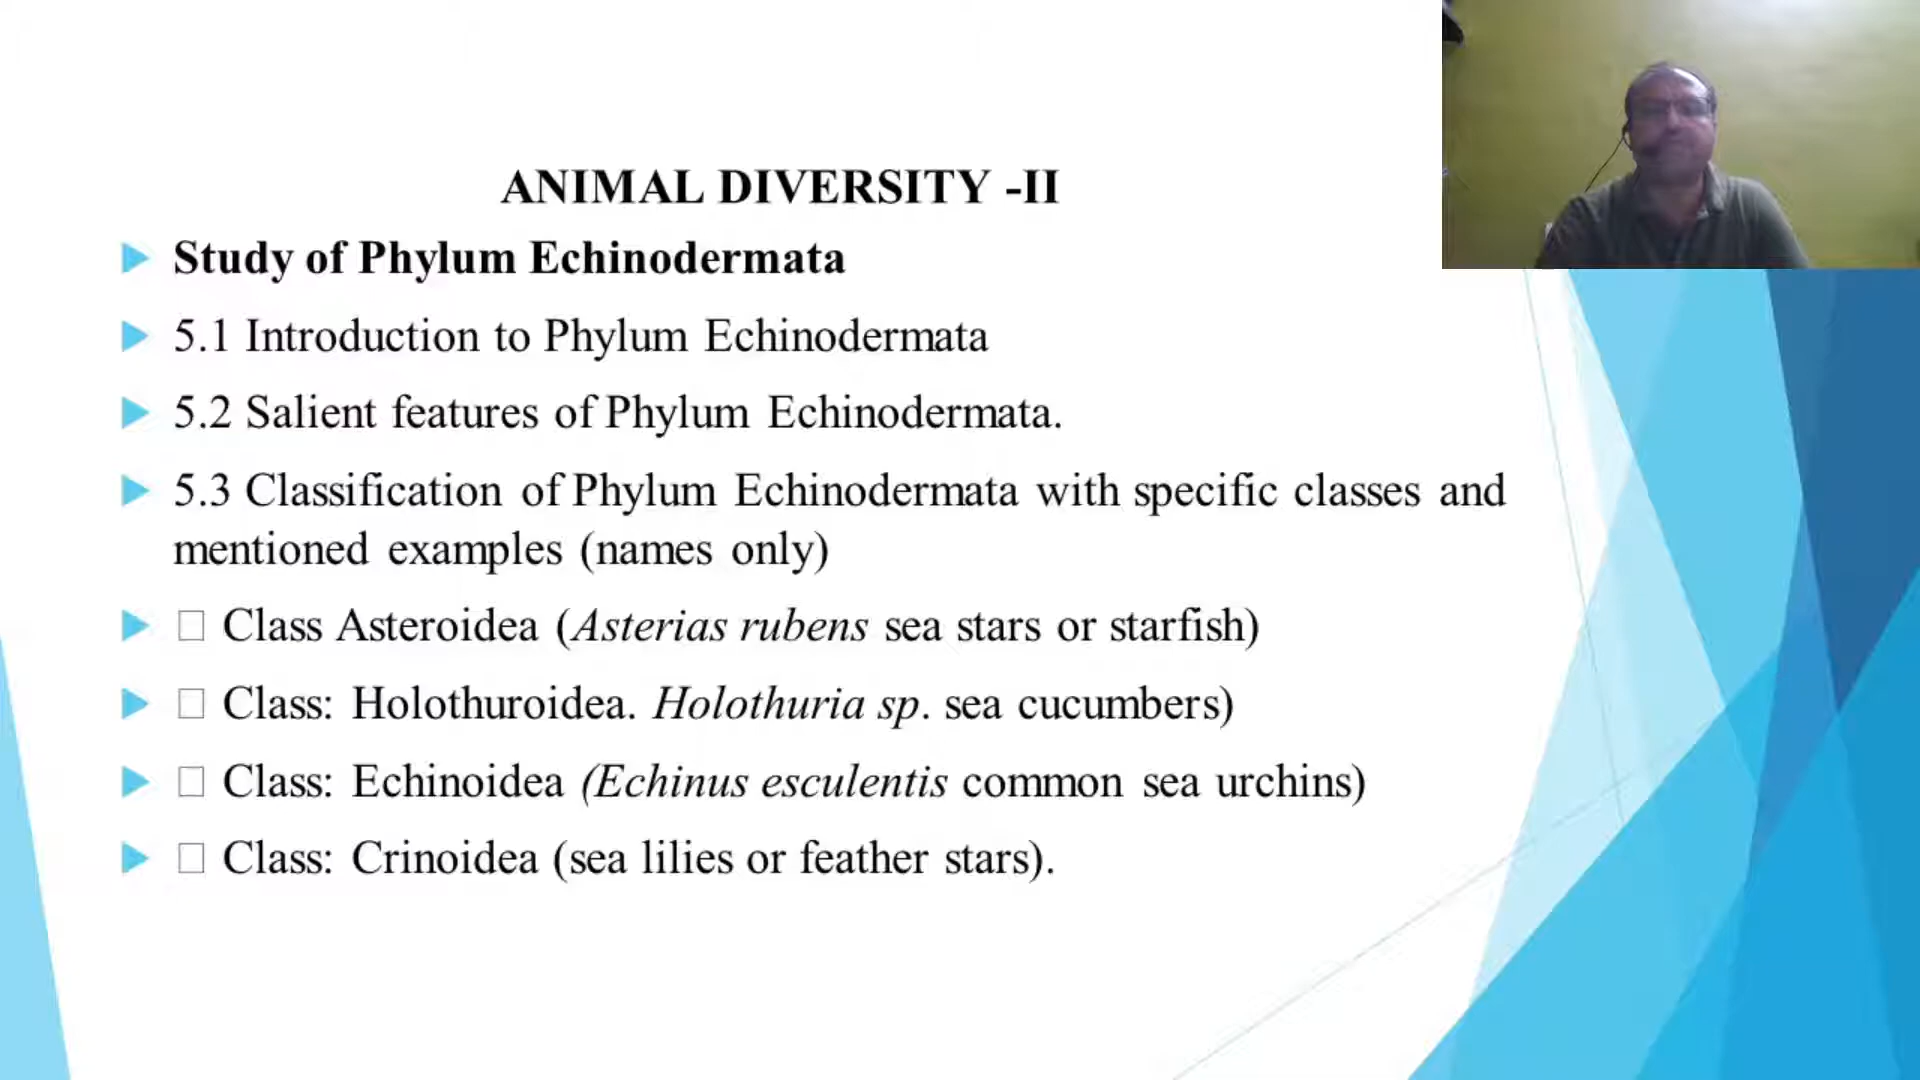 ANIMAL DIVERSITY -II
Study of Phylum Echinodermata
5.1 Introduction to Phylum Echinodermata
5.2 Salient features of Phylum Echinodermata.
5.3 Classification of Phylum Echinodermata with specific classes and
mentioned examples (names only)
Class Asteroidea (Asterias rubens sea stars or starfish)
Class: Holothuroidea. Holothuria sp. sea cucumbers)
Class: Echinoidea (Echinus esculentis common sea urchins)
Class: Crinoidea (sea lilies or feather stars).